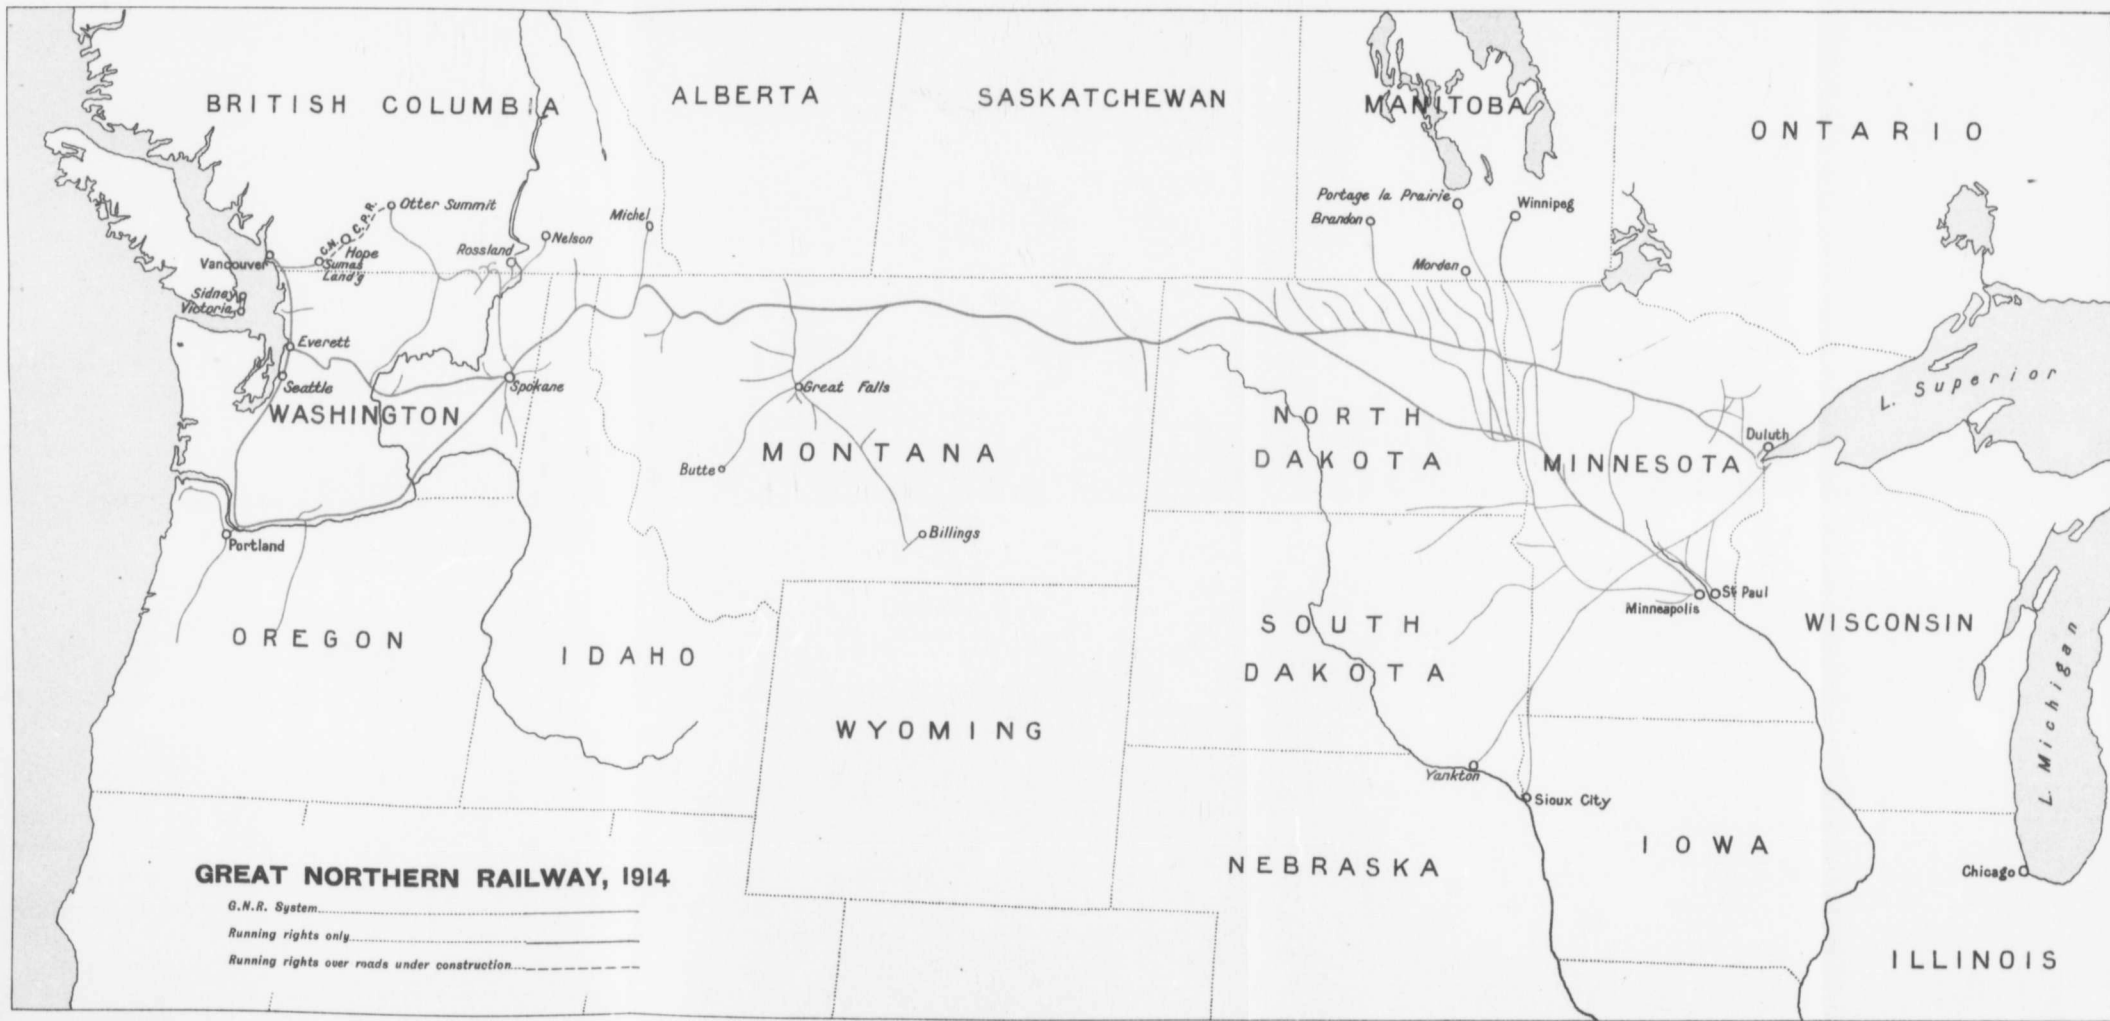 BRITISH COLUMBIA
ALBERTA
SASKATCHEWAN
MANITOBA
ONTARIO
Otter Summit
C.N. & C.P.R.
Hope
Sumas
Land'g
Vancouver
Sidney
Victoria
Rossland
Nelson
Michel
Portage la Prairie
Brandon
Winnipeg
Morden
Everett
Seattle
Spokane
WASHINGTON
Great Falls
Butte
MONTANA
Billings
NORTH
DAKOTA
MINNESOTA
Duluth
L. Superior
Portland
OREGON
IDAHO
WYOMING
SOUTH
DAKOTA
Minneapolis
St Paul
WISCONSIN
L. Michigan
Yankton
Sioux City
NEBRASKA
IOWA
Chicago
ILLINOIS
GREAT NORTHERN RAILWAY, 1914
G.N.R. System
Running rights only
Running rights over roads under construction